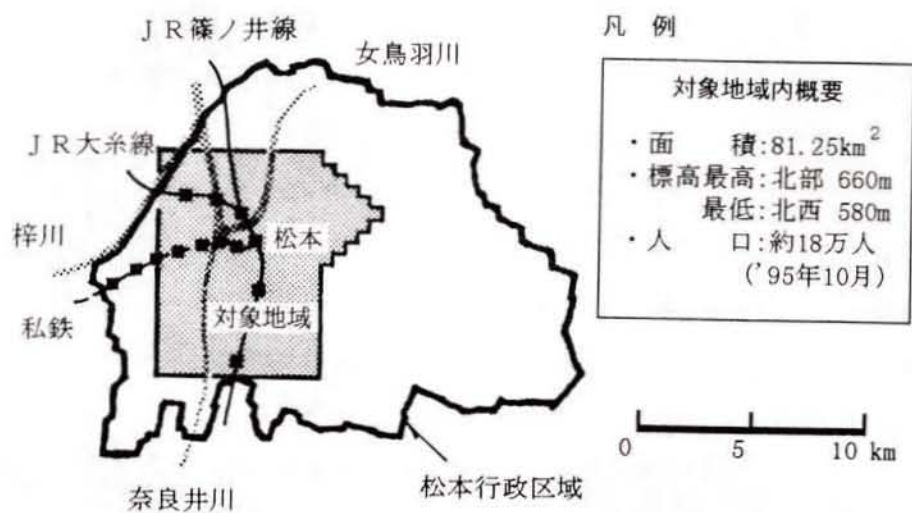 ＪＲ篠ノ井線
女鳥羽川
ＪＲ大糸線
梓川
松本
私鉄
対象地域
奈良井川
松本行政区域
凡 例
対象地域内概要
・面 積:81.25km²
・標高最高:北部 660m
最低:北西 580m
・人 口:約18万人
('95年10月)
0 5 10 km